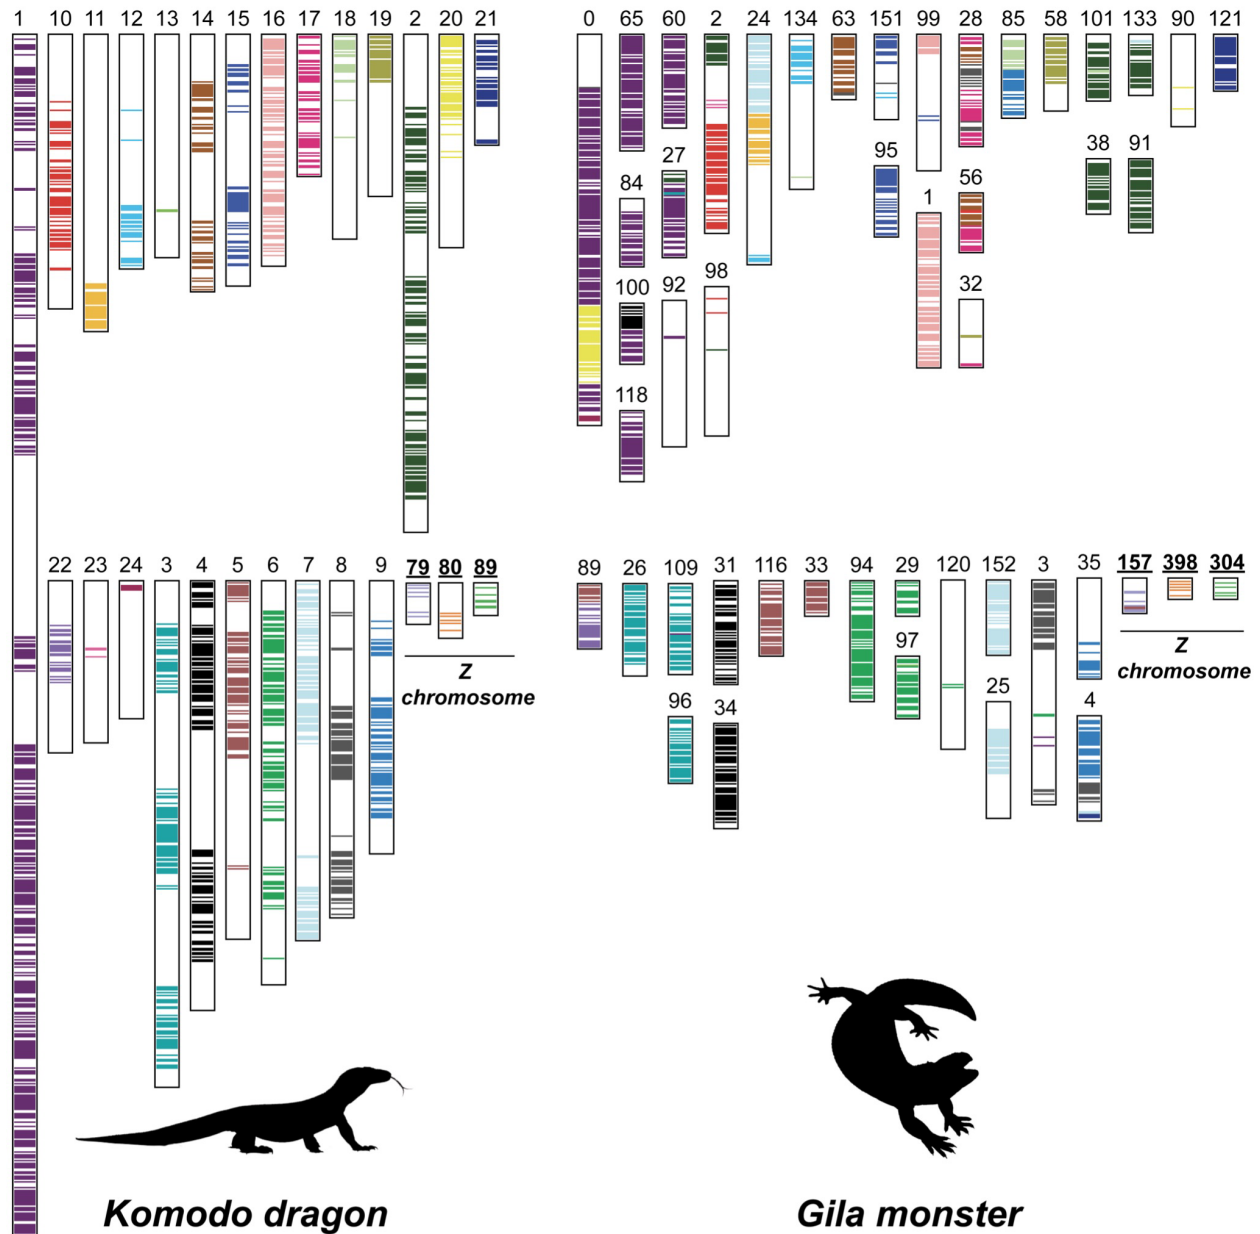 1 10 11 12 13 14 15 16 17 18 19 2 20 21
0 65 60 2 24 134 63 151 99 28 85 58 101 133 90 121
27 95 38 91
84 56
1
100 92 98 32
118
22 23 24 3 4 5 6 7 8 9 79 80 89
89 26 109 31 116 33 94 29 120 152 3 35 157 398 304
Z
chromosome
Z
chromosome
97
96 34 25 4
Komodo dragon
Gila monster